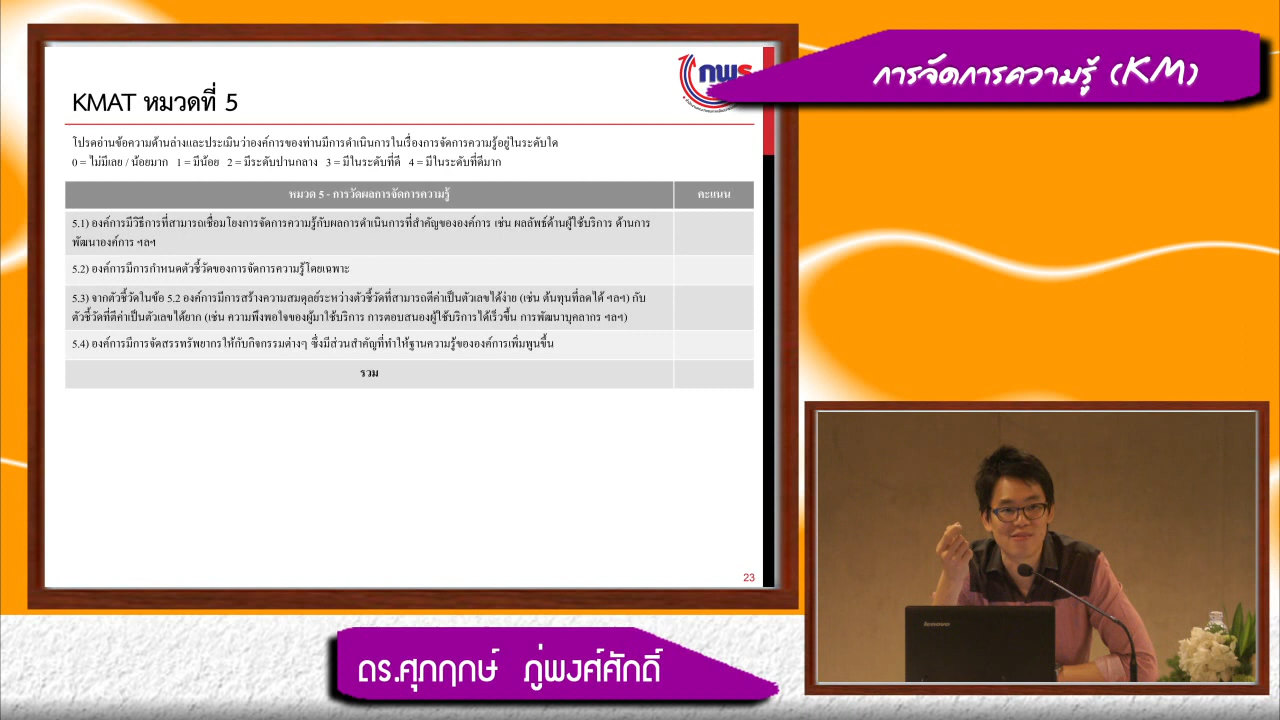 การจัดการความรู้ (KM)
กพร
KMAT หมวดที่ 5
โปรดอ่านข้อความด้านล่างและประเมินว่าองค์การของท่านมีการดำเนินการในเรื่องการจัดการความรู้อยู่ในระดับใด
0 = ไม่มีเลย / น้อยมาก 1 = มีน้อย 2 = มีระดับปานกลาง 3 = มีในระดับที่ดี 4 = มีในระดับที่ดีมาก
หมวด 5 - การวัดผลการจัดการความรู้ คะแนน
5.1) องค์การมีวิธีการที่สามารถเชื่อมโยงการจัดการความรู้กับผลการดำเนินการที่สำคัญขององค์การ เช่น ผลลัพธ์ด้านผู้ใช้บริการ ด้านการ
พัฒนาองค์การ ฯลฯ
5.2) องค์การมีการกำหนดตัวชี้วัดของการจัดการความรู้โดยเฉพาะ
5.3) จากตัวชี้วัดในข้อ 5.2 องค์การมีการสร้างความสมดุลย์ระหว่างตัวชี้วัดที่สามารถตีค่าเป็นตัวเลขได้ง่าย (เช่น ต้นทุนที่ลดได้ ฯลฯ) กับ
ตัวชี้วัดที่ตีค่าเป็นตัวเลขได้ยาก (เช่น ความพึงพอใจของผู้มาใช้บริการ การตอบสนองผู้ใช้บริการได้เร็วขึ้น การพัฒนาบุคลากร ฯลฯ)
5.4) องค์การมีการจัดสรรทรัพยากรให้กับกิจกรรมต่างๆ ซึ่งมีส่วนสำคัญที่ทำให้ฐานความรู้ขององค์การเพิ่มพูนขึ้น
รวม
23
lenovo
ดร.ศุภฤกษ์ ภู่พงศ์ศักดิ์